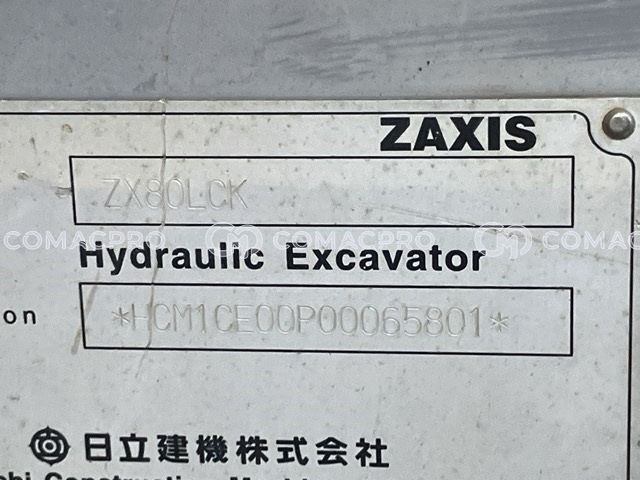 ZAXIS
ZX80LCK
COMACPRO COMACPRO COMACPRO
Hydraulic Excavator
on
*HCM1CE00P00065801*
日立建機株式会社